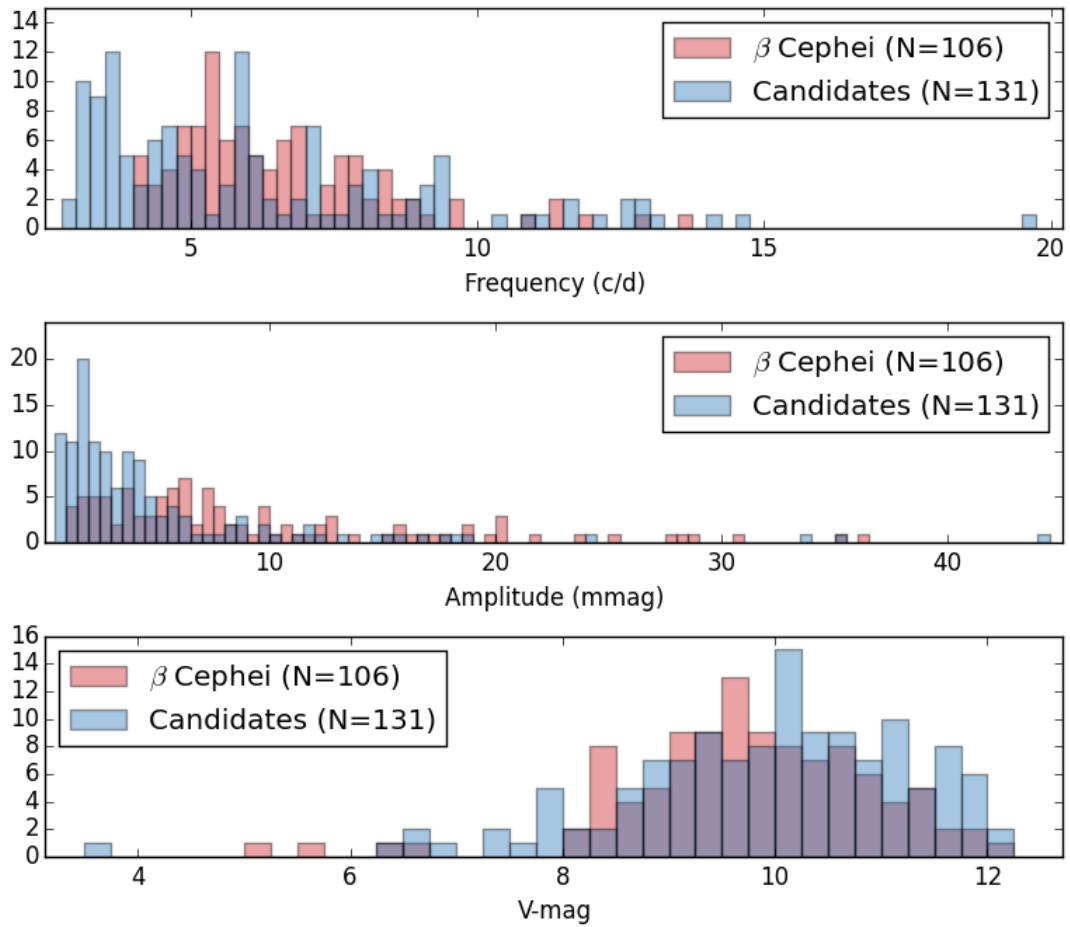 14
12
10
8
6
4
2
0
β Cephei (N=106)
Candidates (N=131)
5 10 15 20
Frequency (c/d)
20
15
10
5
0
β Cephei (N=106)
Candidates (N=131)
10 20 30 40
Amplitude (mmag)
16
14
12
10
8
6
4
2
0
β Cephei (N=106)
Candidates (N=131)
4 6 8 10 12
V-mag